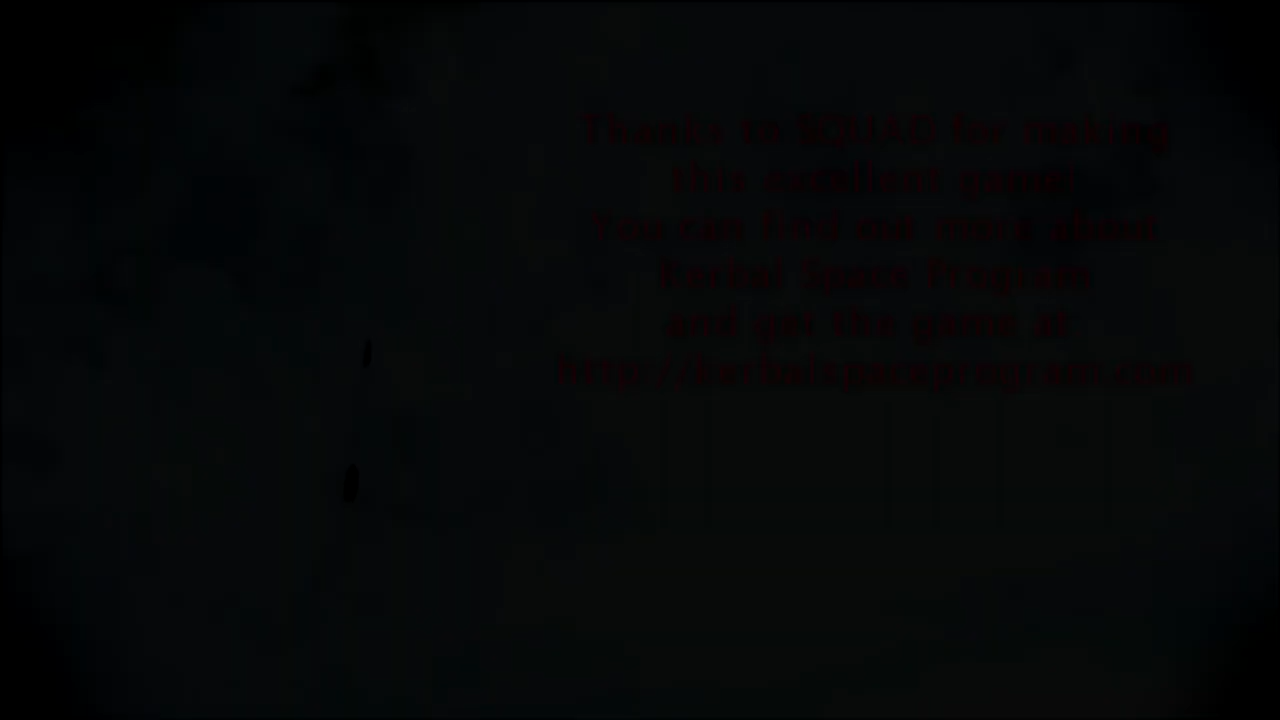 Thanks to SQUAD for making
this excellent game!
You can find out more about
Kerbal Space Program
and get the game at
http://kerbalspaceprogram.com